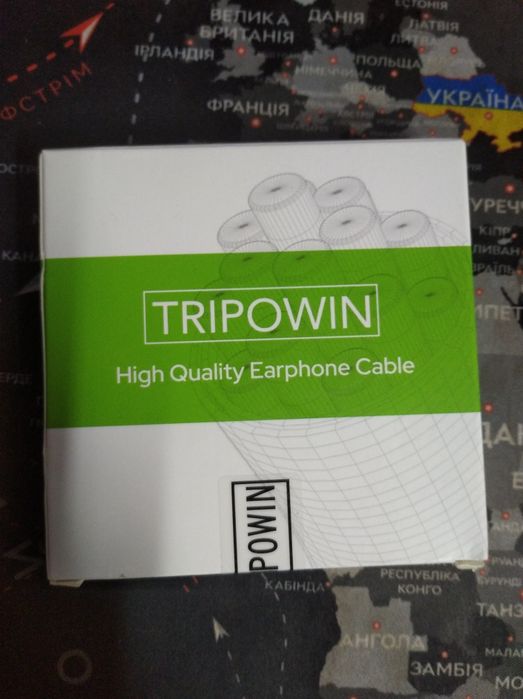 ЕСТОНІЯ
ВЕЛИКА
БРИТАНІЯ
ДАНІЯ
ЛАТВІЯ
ІРЛАНДІЯ
ФСТРІМ
ПОЛЬЩА
НІМЕЧЧИНА
ФРАНЦІЯ
УКРАЇНА
TRIPOWIN
High Quality Earphone Cable
POWIN
КАБІНДА
РЕСПУБЛІКА
КОНГО
АНГОЛА
ЗАМБІЯ